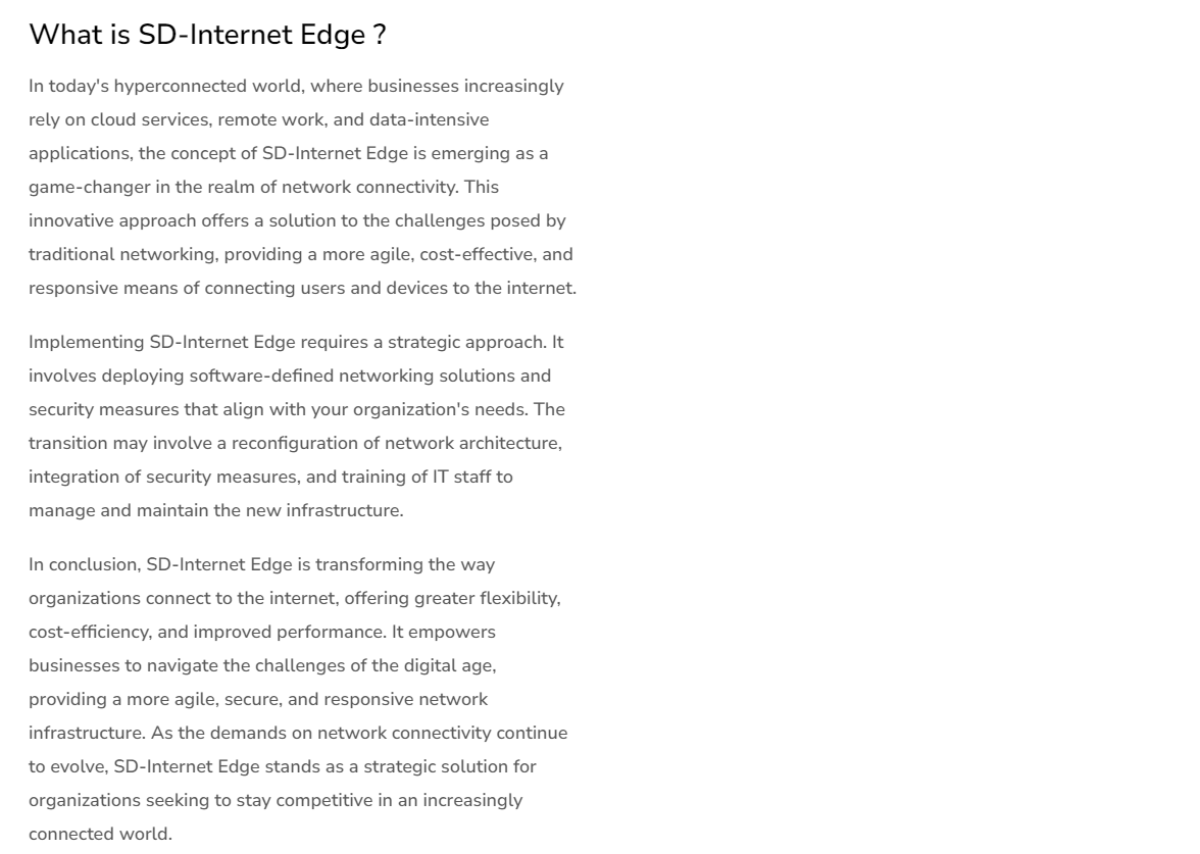 What is SD-Internet Edge ?
In today's hyperconnected world, where businesses increasingly
rely on cloud services, remote work, and data-intensive
applications, the concept of SD-Internet Edge is emerging as a
game-changer in the realm of network connectivity. This
innovative approach offers a solution to the challenges posed by
traditional networking, providing a more agile, cost-effective, and
responsive means of connecting users and devices to the internet.
Implementing SD-Internet Edge requires a strategic approach. It
involves deploying software-defined networking solutions and
security measures that align with your organization's needs. The
transition may involve a reconfiguration of network architecture,
integration of security measures, and training of IT staff to
manage and maintain the new infrastructure.
In conclusion, SD-Internet Edge is transforming the way
organizations connect to the internet, offering greater flexibility,
cost-efficiency, and improved performance. It empowers
businesses to navigate the challenges of the digital age,
providing a more agile, secure, and responsive network
infrastructure. As the demands on network connectivity continue
to evolve, SD-Internet Edge stands as a strategic solution for
organizations seeking to stay competitive in an increasingly
connected world.